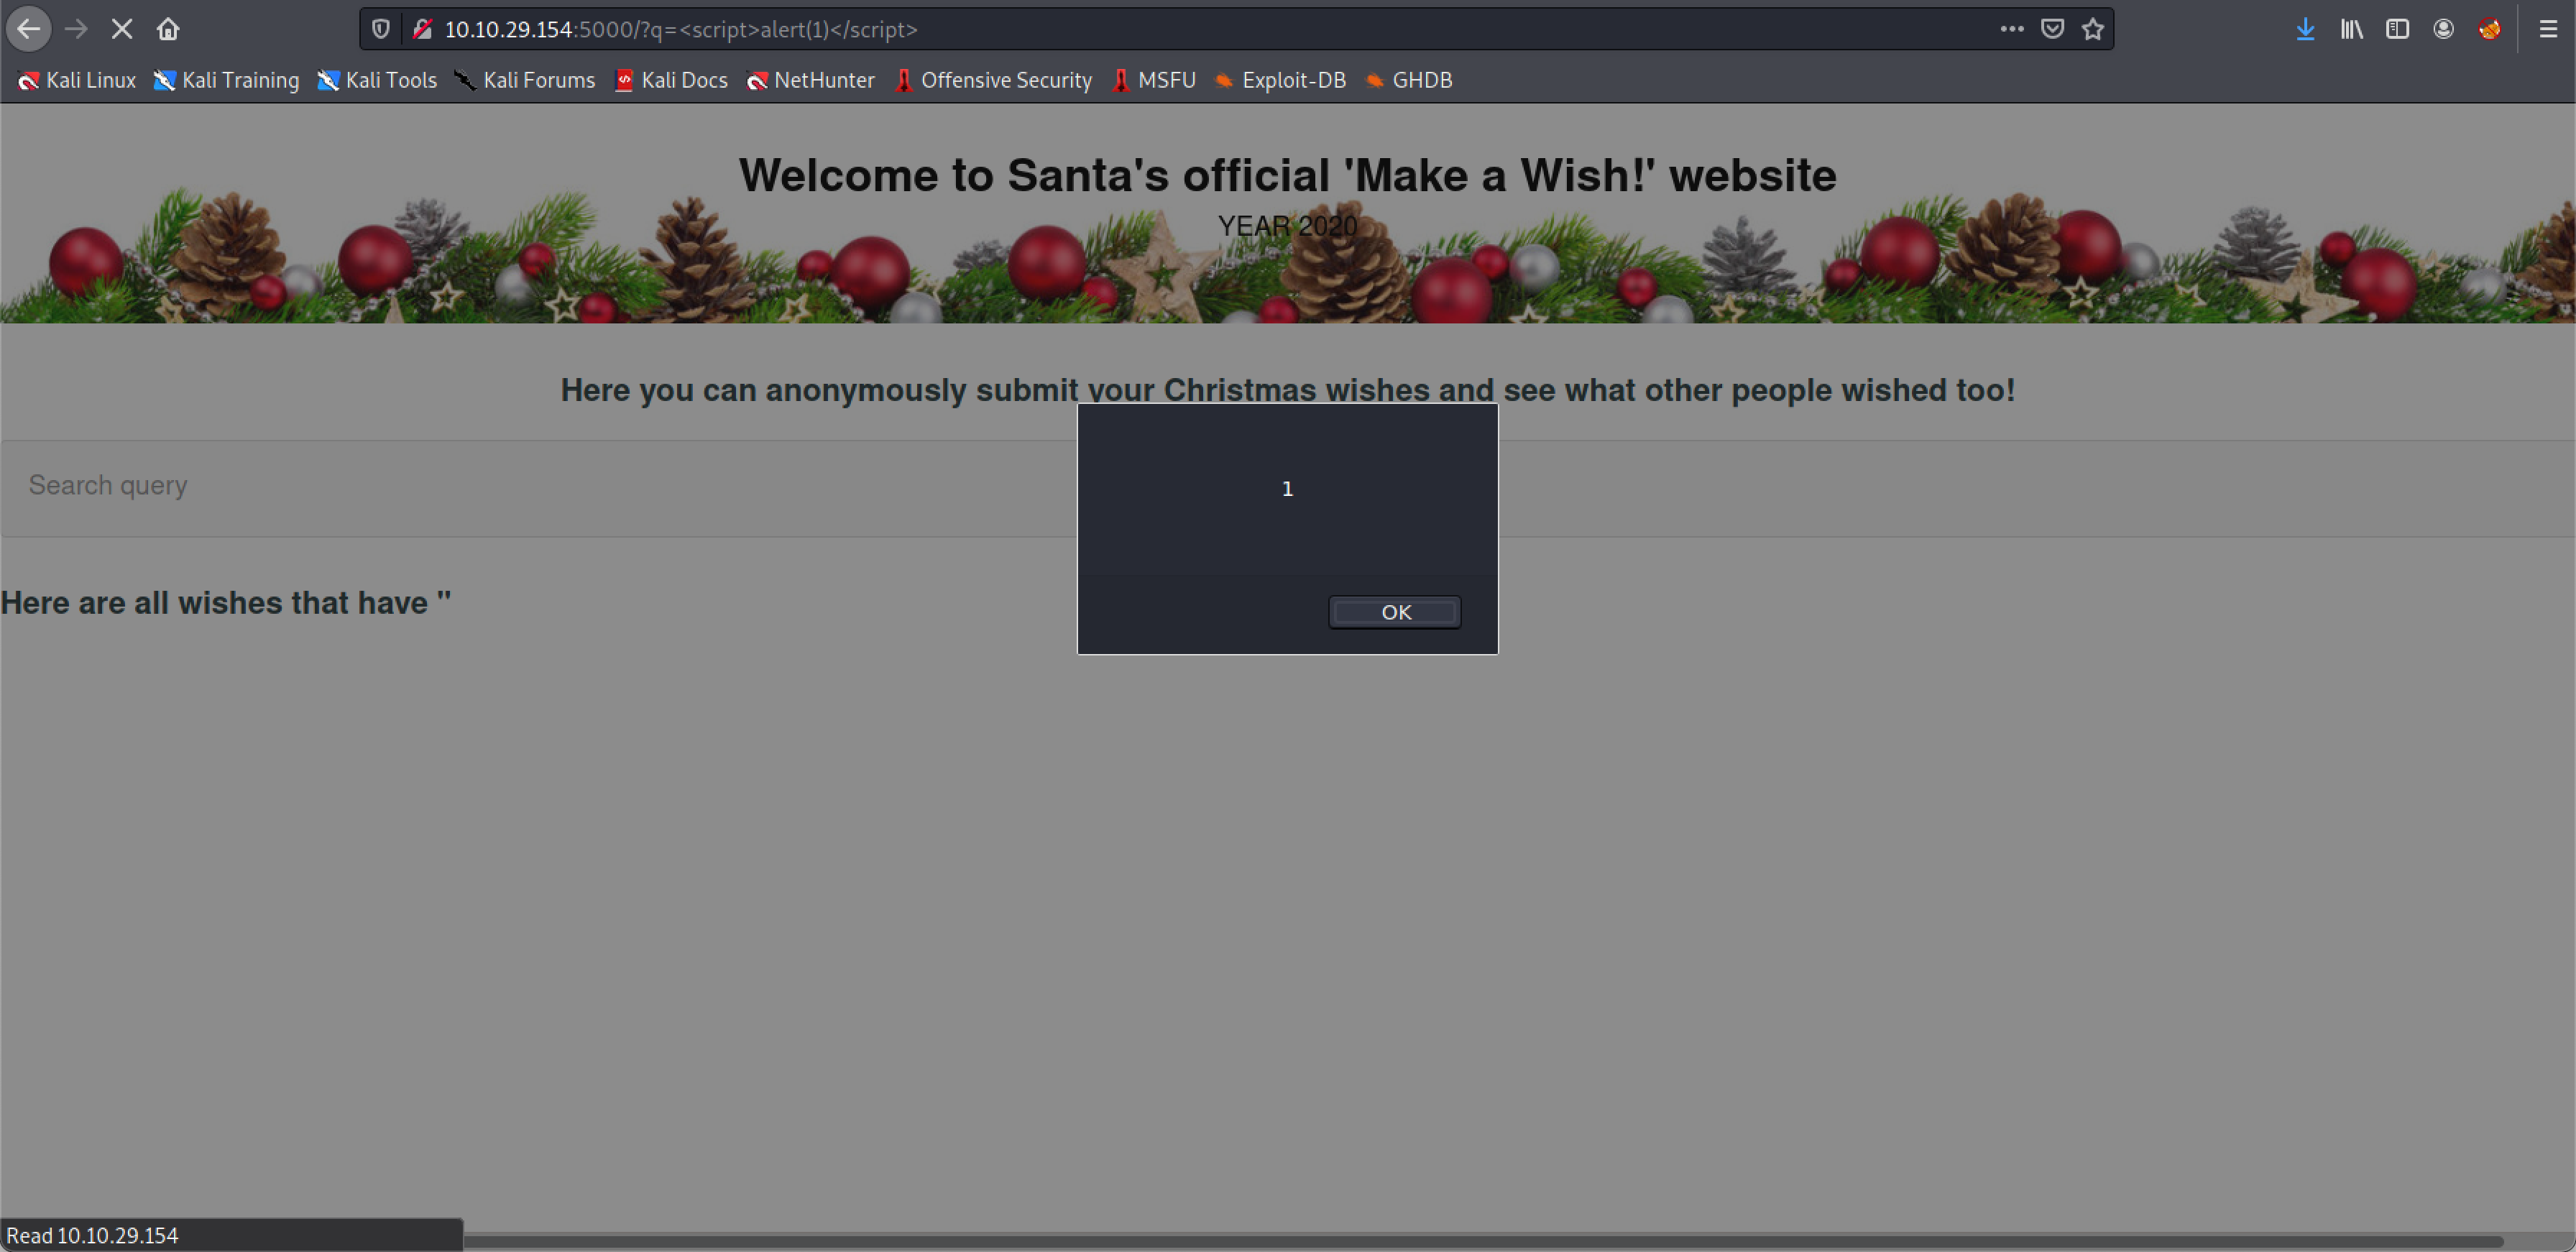 10.10.29.154:5000/?q=<script>alert(1)</script>
Kali Linux Kali Training Kali Tools Kali Forums Kali Docs NetHunter Offensive Security MSFU Exploit-DB GHDB
Welcome to Santa's official 'Make a Wish!' website
YEAR 2020
Here you can anonymously submit your Christmas wishes and see what other people wished too!
Search query
1
OK
Here are all wishes that have "
Read 10.10.29.154